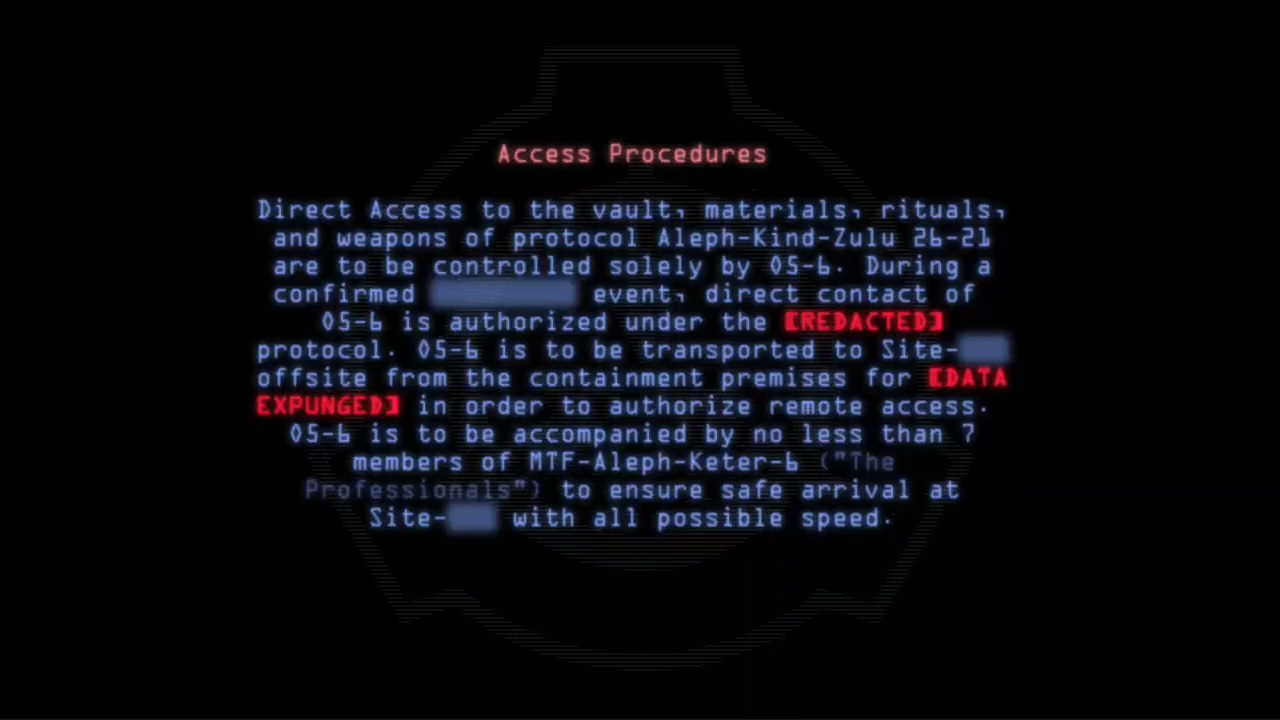 Access Procedures
Direct Access to the vault, materials, rituals,
and weapons of protocol Aleph-Kind-Zulu 26-21
are to be controlled solely by 05-6. During a
confirmed event, direct contact of
05-6 is authorized under the [REDACTED]
protocol. 05-6 is to be transported to Site-
offsite from the containment premises for [DATA
EXPUNGED] in order to authorize remote access.
05-6 is to be accompanied by no less than 7
members of MTF-Aleph-Keter-6 ("The
Professionals") to ensure safe arrival at
Site- with all possible speed.